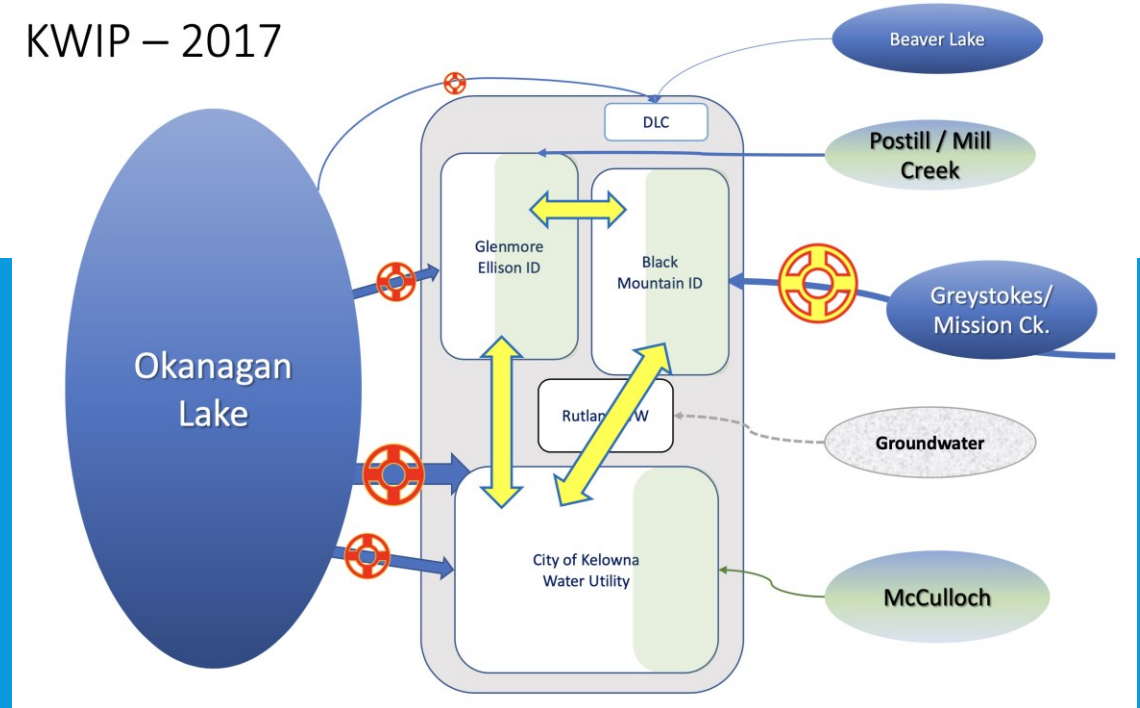 KWIP – 2017
Beaver Lake
DLC
Postill / Mill
Creek
Glenmore
Ellison ID
Black
Mountain ID
Greystokes/
Mission Ck.
Okanagan
Lake
Groundwater
City of Kelowna
Water Utility
McCulloch